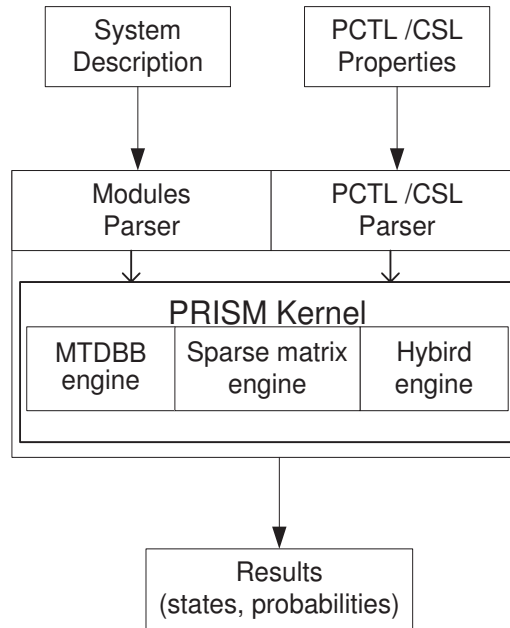 System
Description
PCTL /CSL
Properties
Modules
Parser
PCTL /CSL
Parser
PRISM Kernel
MTDBB
engine
Sparse matrix
engine
Hybird
engine
Results
(states, probabilities)